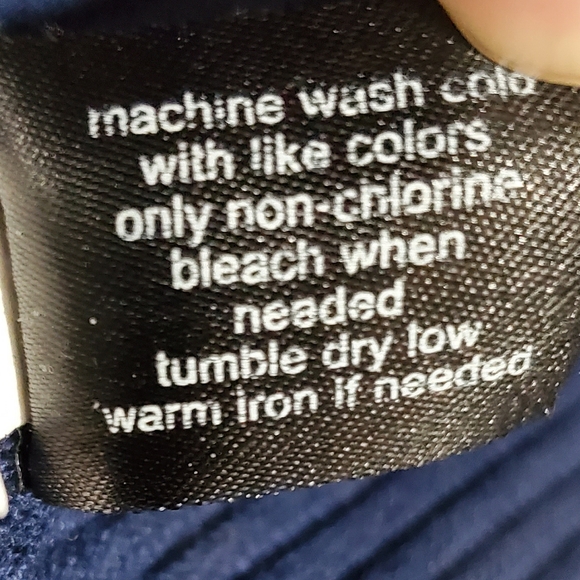 machine wash cold
with like colors
only non-chlorine
bleach when
needed
tumble dry low
warm iron if needed